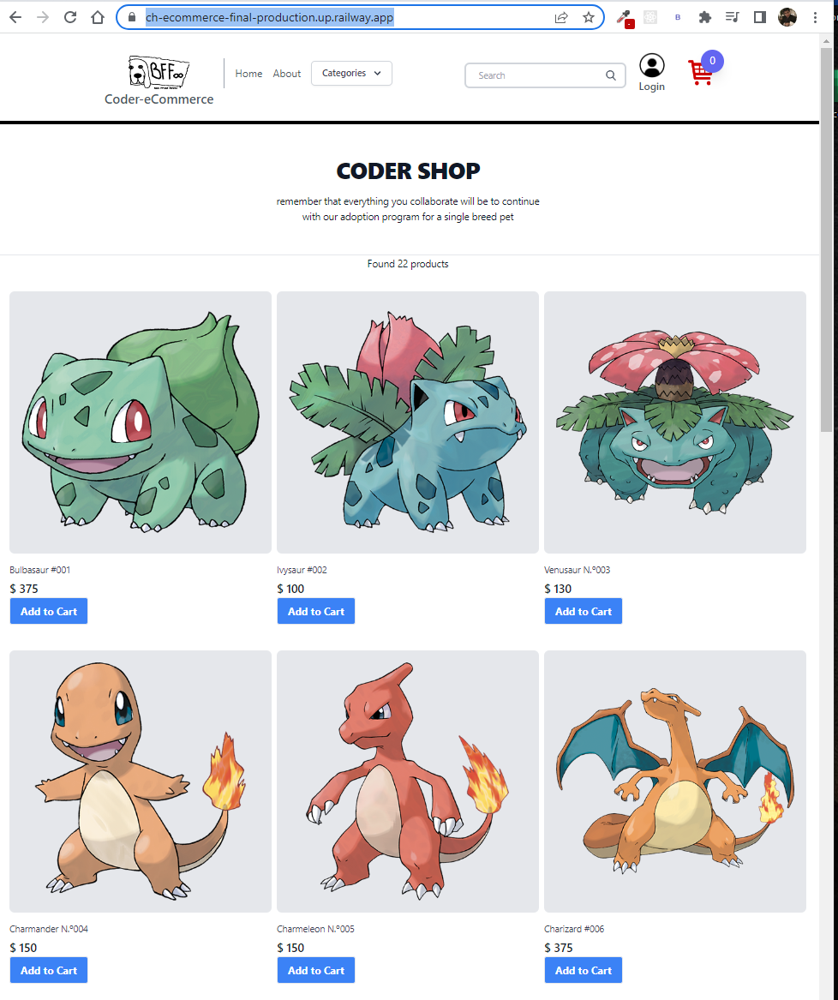 ch-ecommerce-final-production.up.railway.app
BFF
Coder-eCommerce
Home About Categories
Search
Login
0
CODER SHOP
remember that everything you collaborate will be to continue
with our adoption program for a single breed pet
Found 22 products
Bulbasaur #001
$ 375
Add to Cart
Ivysaur #002
$ 100
Add to Cart
Venusaur N.º003
$ 130
Add to Cart
Charmander N.º004
$ 150
Add to Cart
Charmeleon N.º005
$ 150
Add to Cart
Charizard #006
$ 375
Add to Cart